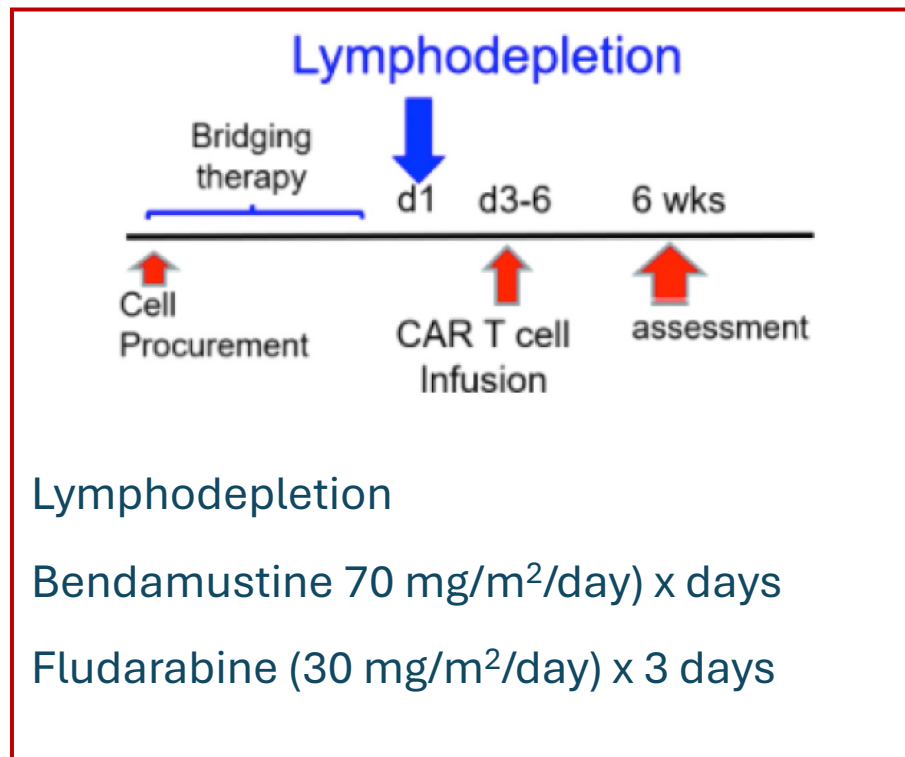 Lymphodepletion
Bridging
therapy
d1 d3-6 6 wks
Cell
Procurement
CAR T cell
Infusion
assessment
Lymphodepletion
Bendamustine 70 mg/m²/day) x days
Fludarabine (30 mg/m²/day) x 3 days